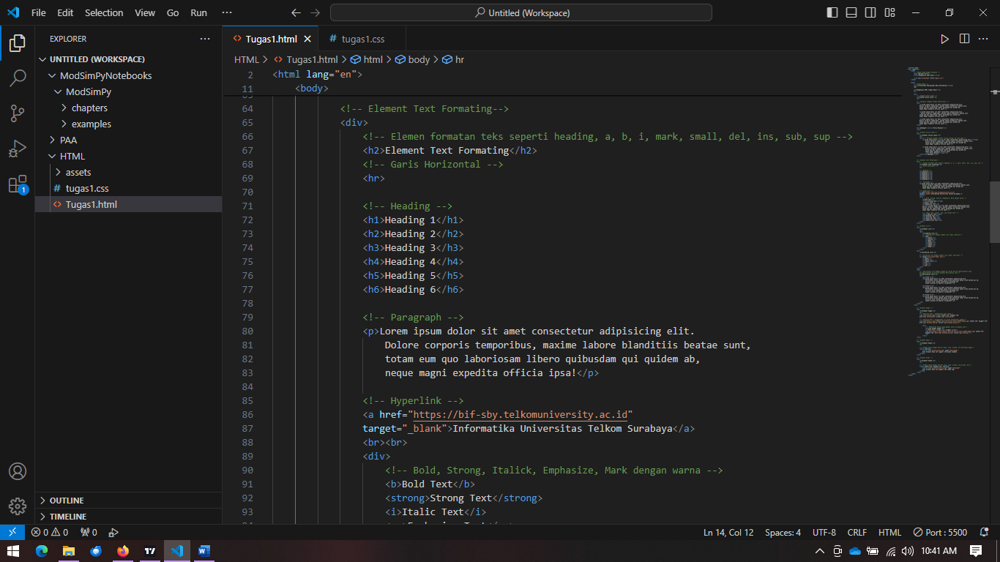 File Edit Selection View Go Run ··· Untitled (Workspace)
EXPLORER ···
UNTITLED (WORKSPACE)
ModSimPyNotebooks
ModSimPy
chapters
examples
PAA
HTML
assets
# tugas1.css
<> Tugas1.html
OUTLINE
TIMELINE
<> Tugas1.html # tugas1.css
HTML > <> Tugas1.html > html > body > hr
2 <html lang="en">
11 <body>
64 <!-- Element Text Formating-->
65 <div>
66 <!-- Elemen formatan teks seperti heading, a, b, i, mark, small, del, ins, sub, sup -->
67 <h2>Element Text Formating</h2>
68 <!-- Garis Horizontal -->
69 <hr>
70
71 <!-- Heading -->
72 <h1>Heading 1</h1>
73 <h2>Heading 2</h2>
74 <h3>Heading 3</h3>
75 <h4>Heading 4</h4>
76 <h5>Heading 5</h5>
77 <h6>Heading 6</h6>
78
79 <!-- Paragraph -->
80 <p>Lorem ipsum dolor sit amet consectetur adipisicing elit.
81 Dolore corporis temporibus, maxime labore blanditiis beatae sunt,
82 totam eum quo laboriosam libero quibusdam qui quidem ab,
83 neque magni expedita officia ipsa!</p>
84
85 <!-- Hyperlink -->
86 <a href="https://bif-sby.telkomuniversity.ac.id"
87 target="_blank">Informatika Universitas Telkom Surabaya</a>
88 <br><br>
89 <div>
90 <!-- Bold, Strong, Italick, Emphasize, Mark dengan warna -->
91 <b>Bold Text</b>
92 <strong>Strong Text</strong>
93 <i>Italic Text</i>
1
0 0 0 Ln 14, Col 12 Spaces: 4 UTF-8 CRLF HTML Port : 5500
10:41 AM